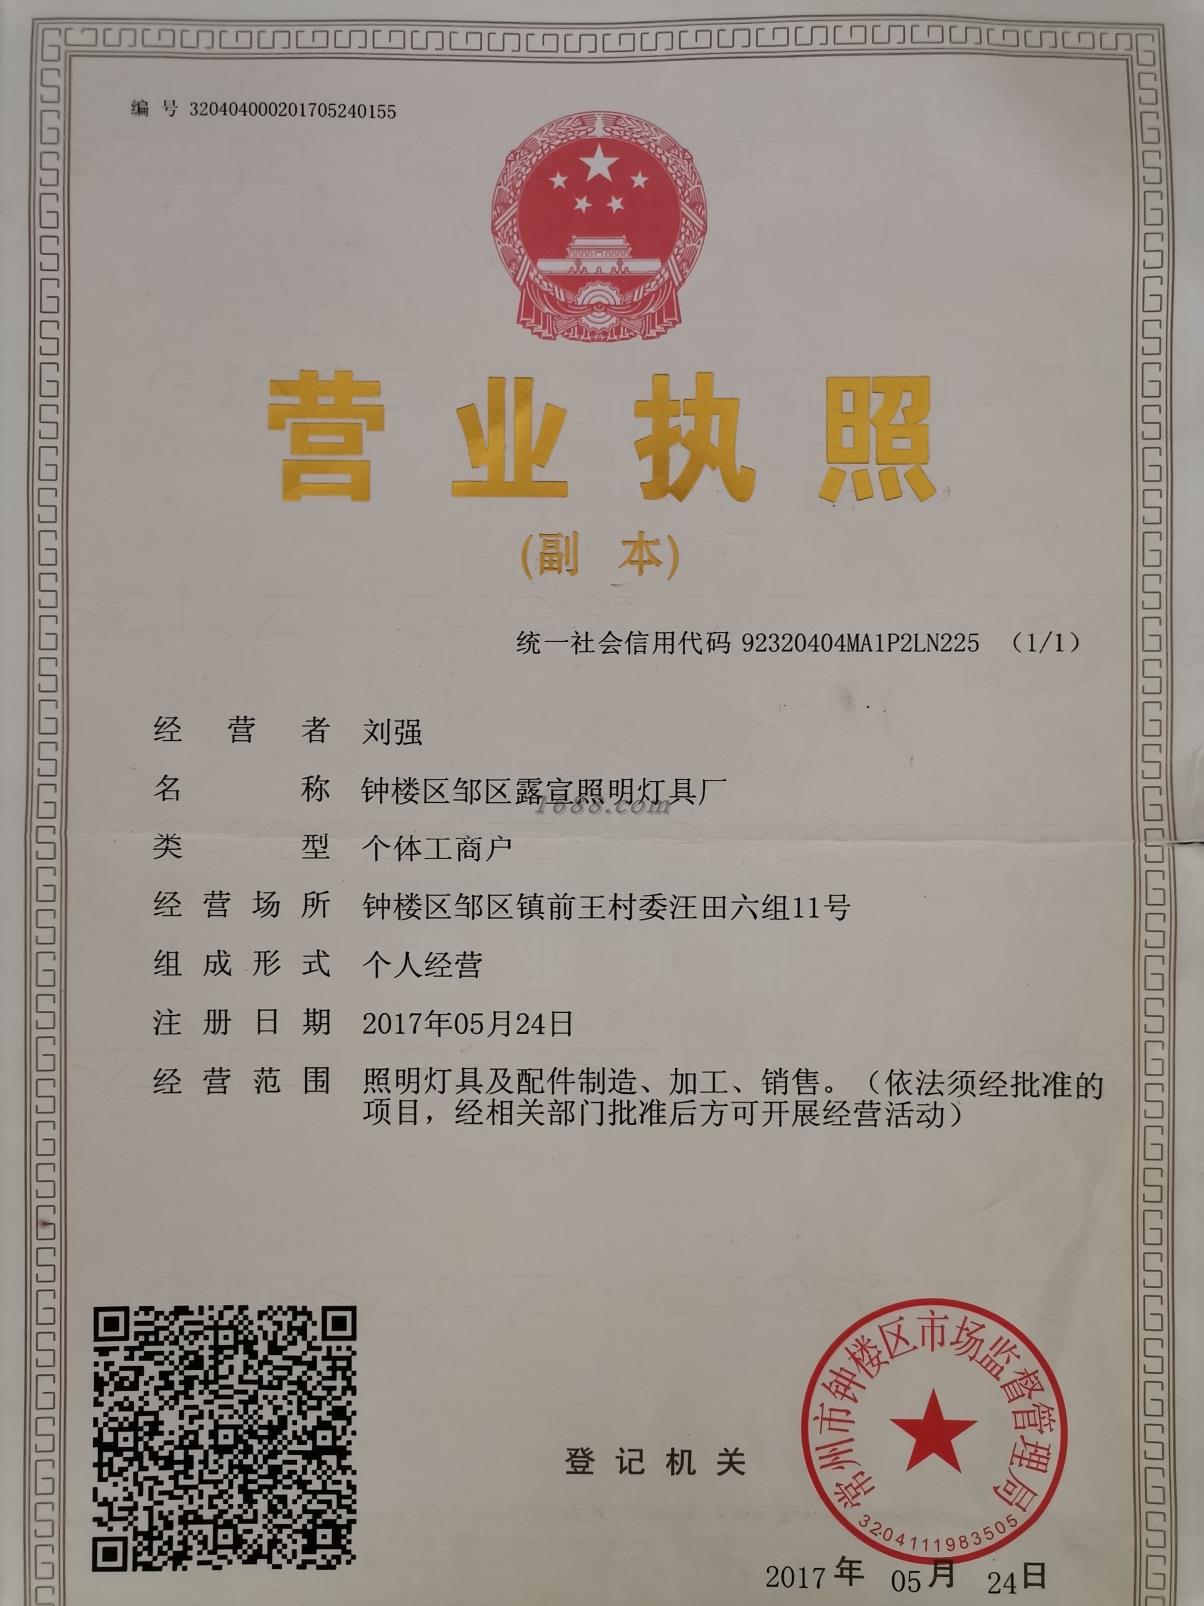 编 号 320404000201705240155
营业执照
(副 本)
统一社会信用代码 92320404MA1P2LN225 （1/1）
经营者 刘强
名称 钟楼区邹区露宣照明灯具厂
1688.com
类型 个体工商户
经营场所 钟楼区邹区镇前王村委汪田六组11号
组成形式 个人经营
注册日期 2017年05月24日
经营范围 照明灯具及配件制造、加工、销售。（依法须经批准的
项目，经相关部门批准后方可开展经营活动）
常州市钟楼区市场监督管理局
登记机关
3204111983505
2017 年 05 月 24 日